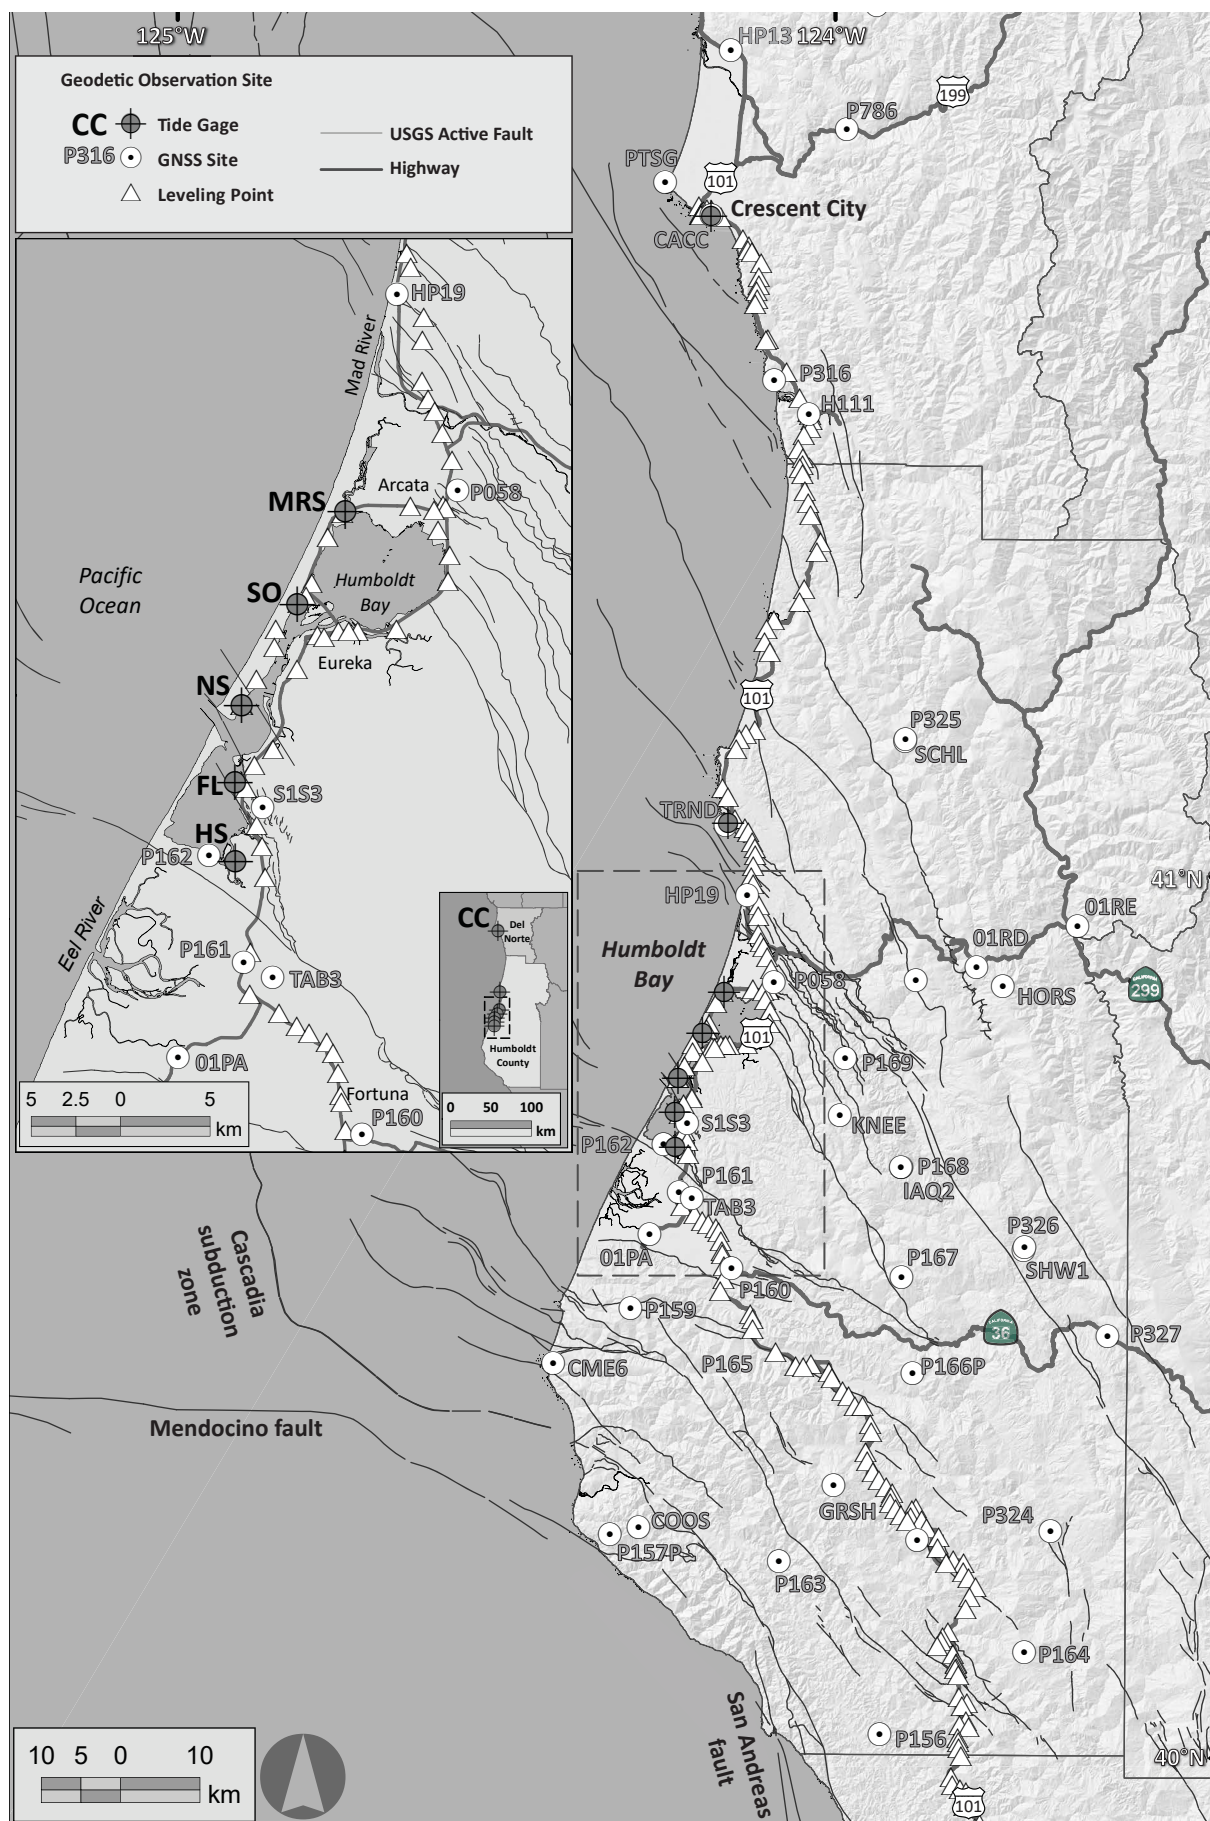 125°W
HP13
124°W
199
P786
Geodetic Observation Site
CC Tide Gage
P316 GNSS Site
Leveling Point
USGS Active Fault
Highway
PTSG
101
Crescent City
CACC
P316
H111
HP19
Mad River
Arcata
P058
MRS
Humboldt
Bay
SO
Pacific
Ocean
Eureka
NS
FL
S1S3
HS
P162
Eel River
P161
TAB3
01PA
Fortuna
P160
5 2.5 0 5
km
CC
Del
Norte
Humboldt
County
0 50 100
km
101
P325
SCHL
TRND
41°N
HP19
01RE
01RD
Humboldt
Bay
P058
HORS
CALIFORNIA
299
101
P169
KNEE
S1S3
P162
P168
IAQ2
P161
TAB3
P326
SHW1
01PA
P167
P160
Cascadia
subduction
zone
P159
CALIFORNIA
36
P327
CME6
P165
P166P
Mendocino fault
GRSH
P324
COOS
P157P
P163
P164
San Andreas
fault
P156
40°N
10 5 0 10
km
101